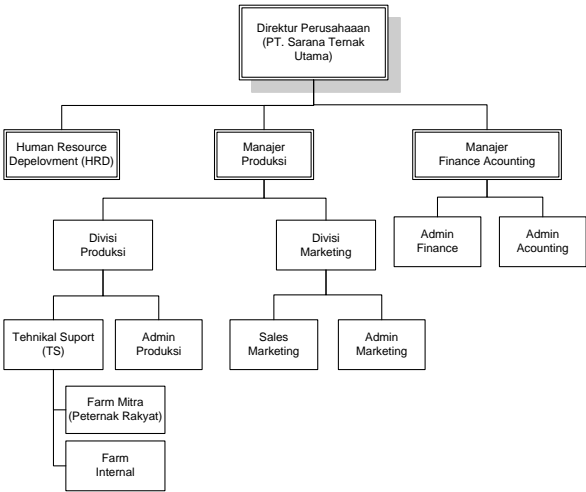 Direktur Perusahaaan
(PT. Sarana Ternak
Utama)
Human Resource
Depelovment (HRD)
Manajer
Produksi
Manajer
Finance Acounting
Divisi
Produksi
Divisi
Marketing
Admin
Finance
Admin
Acounting
Tehnikal Suport
(TS)
Admin
Produksi
Sales
Marketing
Admin
Marketing
Farm Mitra
(Peternak Rakyat)
Farm
Internal